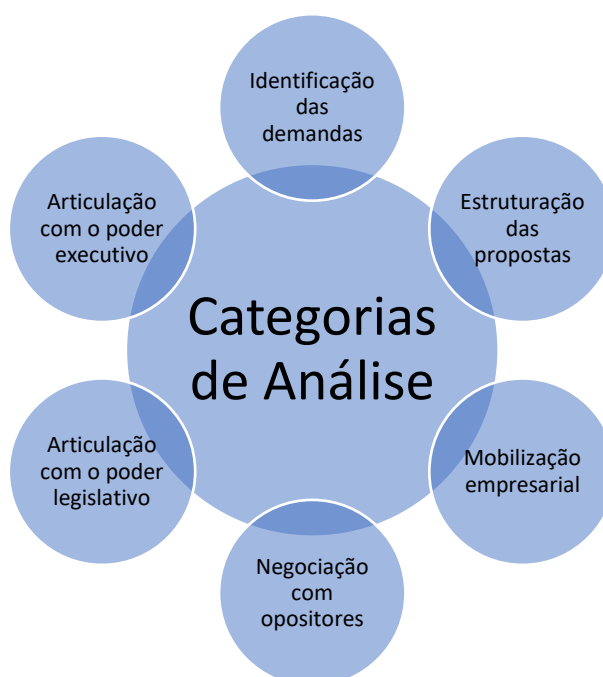 Identificação
das
demandas
Estruturação
das
propostas
Mobilização
empresarial
Negociação
com
opositores
Articulação
com o poder
legislativo
Articulação
com o poder
executivo
Categorias
de Análise